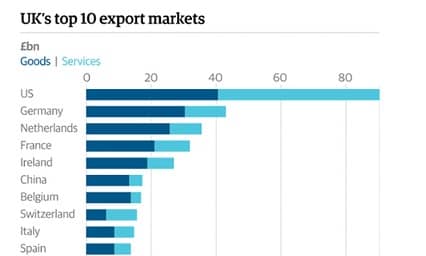 UK's top 10 export markets
£bn
Goods | Services
0 20 40 60 80
US
Germany
Netherlands
France
Ireland
China
Belgium
Switzerland
Italy
Spain